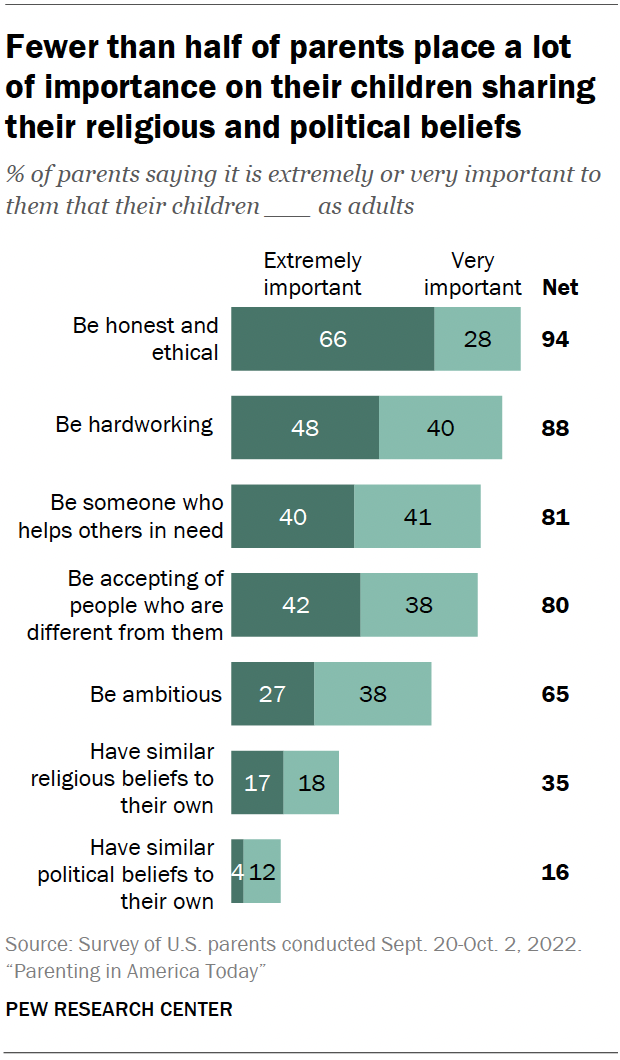 Fewer than half of parents place a lot
of importance on their children sharing
their religious and political beliefs
% of parents saying it is extremely or very important to
them that their children ___ as adults
Extremely
important
Very
important
Net
Be honest and
ethical
66
28
94
Be hardworking
48
40
88
Be someone who
helps others in need
40
41
81
Be accepting of
people who are
different from them
42
38
80
Be ambitious
27
38
65
Have similar
religious beliefs to
their own
17
18
35
Have similar
political beliefs to
their own
4
12
16
Source: Survey of U.S. parents conducted Sept. 20-Oct. 2, 2022.
“Parenting in America Today”
PEW RESEARCH CENTER